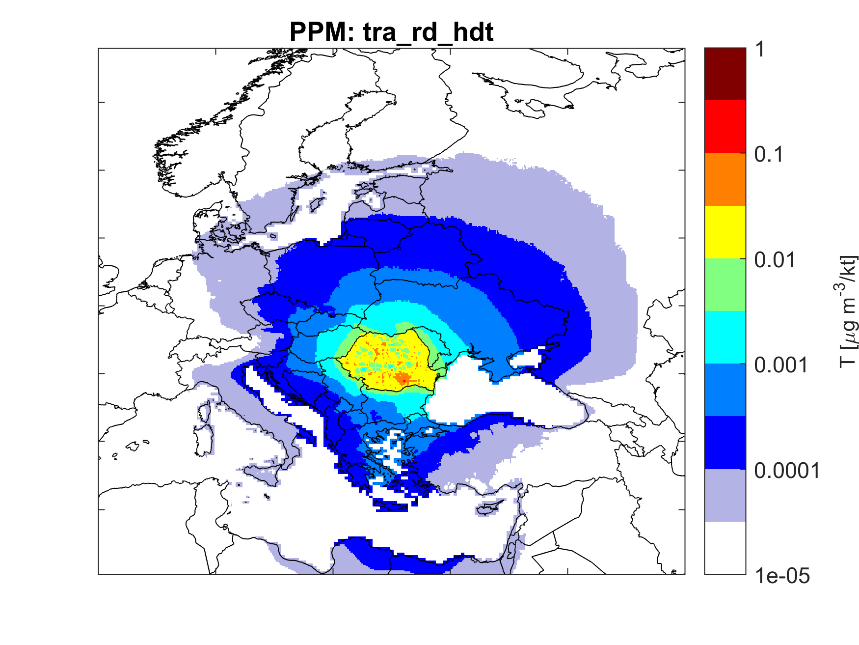 PPM: tra_rd_hdt
1
0.1
0.01
0.001
0.0001
1e-05
T [μg m-3/kt]